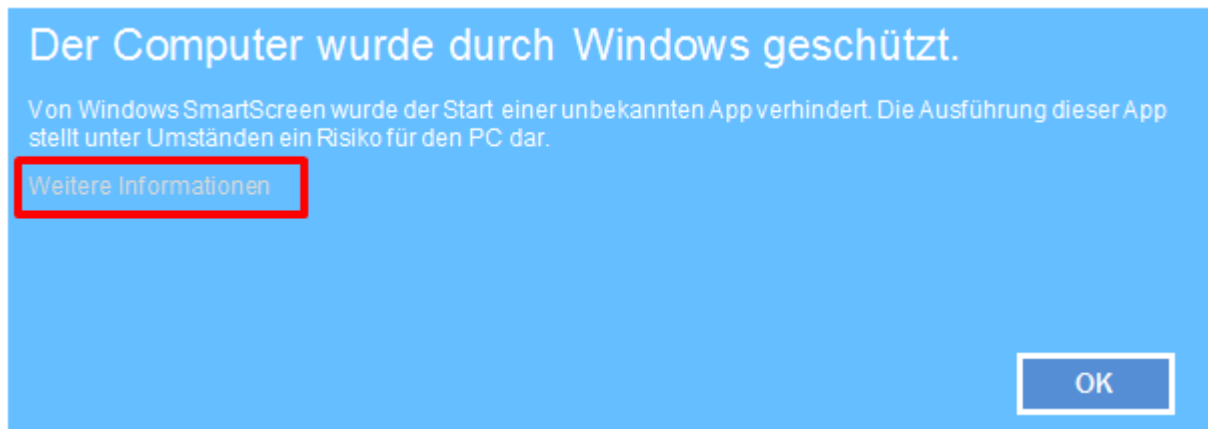 Der Computer wurde durch Windows geschützt.
Von Windows SmartScreen wurde der Start einer unbekannten App verhindert. Die Ausführung dieser App
stellt unter Umständen ein Risiko für den PC dar.
Weitere Informationen
OK